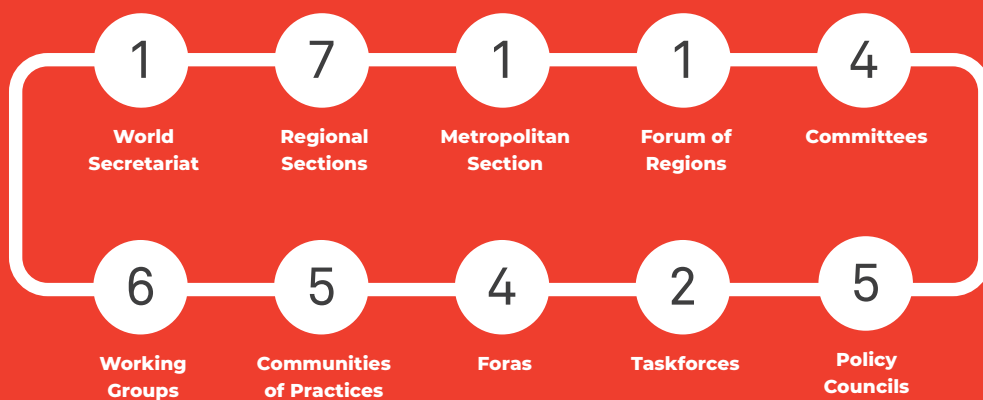 1
World
Secretariat
7
Regional
Sections
1
Metropolitan
Section
1
Forum of
Regions
4
Committees
6
Working
Groups
5
Communities
of Practices
4
Foras
2
Taskforces
5
Policy
Councils